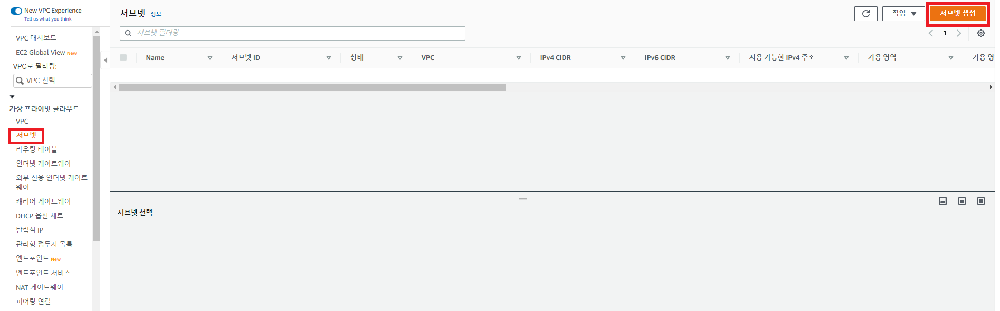 New VPC Experience
Tell us what you think
VPC 대시보드
EC2 Global View New
VPC로 필터링:
VPC 선택
가상 프라이빗 클라우드
VPC
서브넷
라우팅 테이블
인터넷 게이트웨이
외부 전용 인터넷 게이트
웨이
캐리어 게이트웨이
DHCP 옵션 세트
탄력적 IP
관리형 접두사 목록
엔드포인트 New
엔드포인트 서비스
NAT 게이트웨이
피어링 연결
서브넷 정보
작업
서브넷 생성
서브넷 필터링
1
Name 서브넷 ID 상태 VPC IPv4 CIDR IPv6 CIDR 사용 가능한 IPv4 주소 가용 영역 가용 영
서브넷 선택